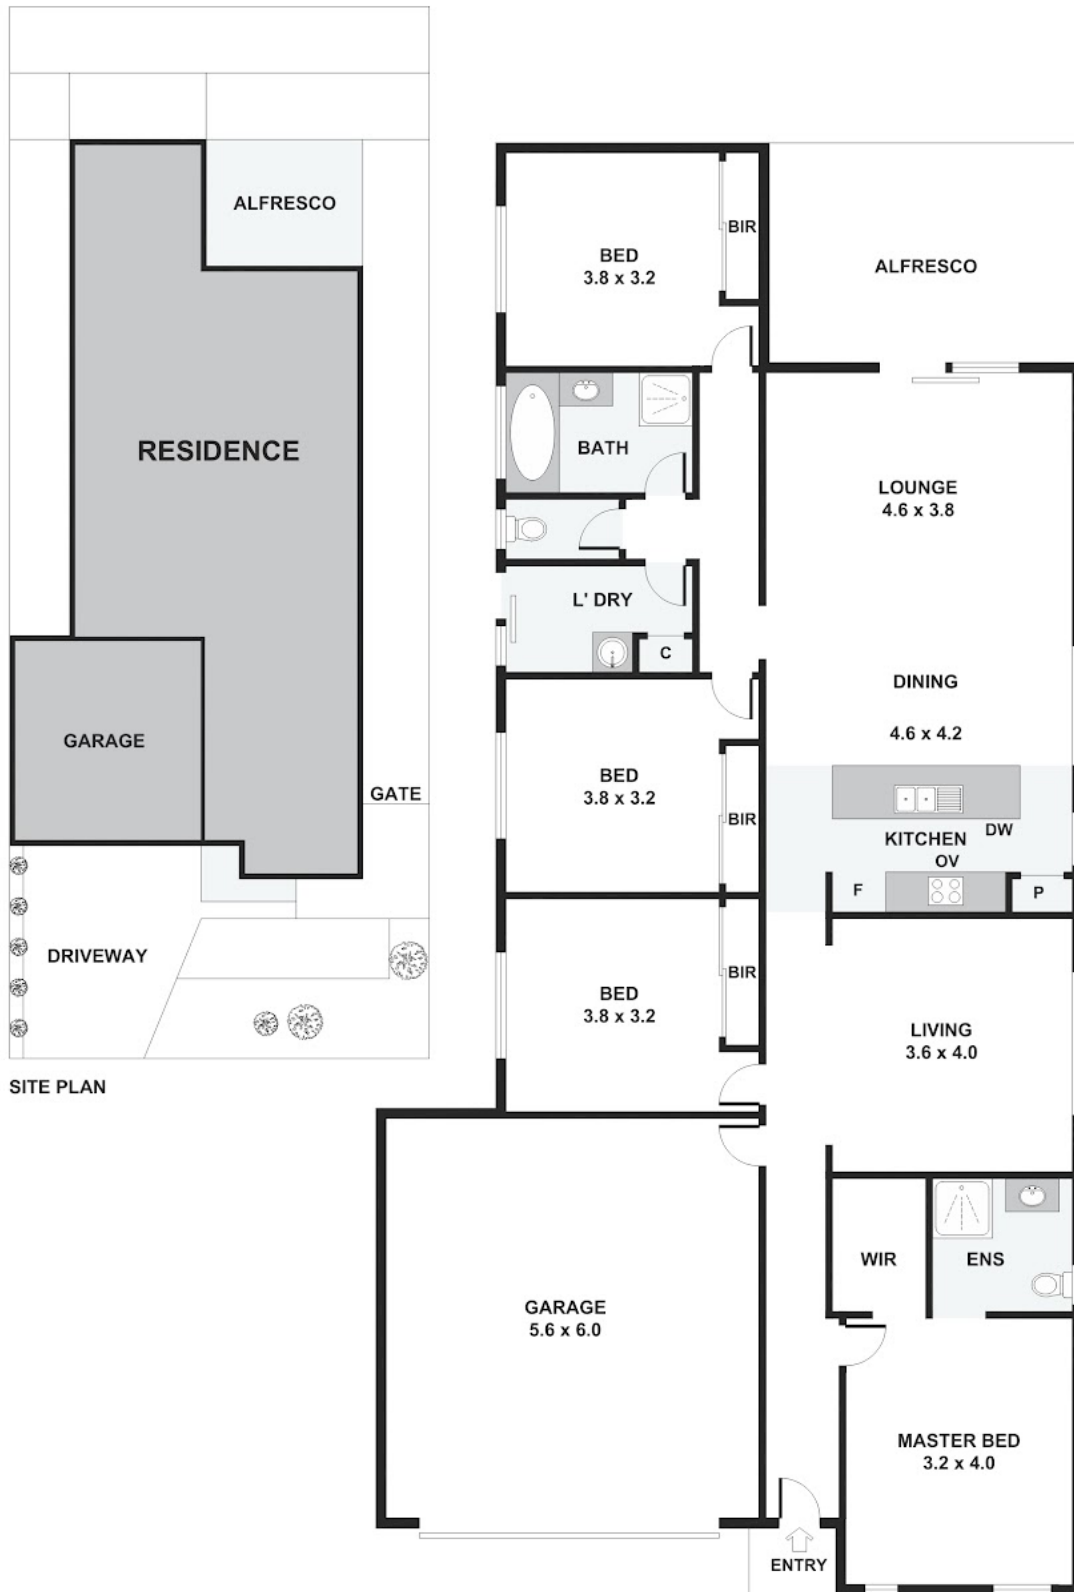 ALFRESCO
RESIDENCE
GARAGE
GATE
DRIVEWAY
SITE PLAN
BED
3.8 x 3.2
BIR
ALFRESCO
BATH
LOUNGE
4.6 x 3.8
L' DRY
C
DINING
4.6 x 4.2
BED
3.8 x 3.2
BIR
KITCHEN
DW
OV
F
P
BED
3.8 x 3.2
BIR
LIVING
3.6 x 4.0
WIR
ENS
GARAGE
5.6 x 6.0
MASTER BED
3.2 x 4.0
ENTRY